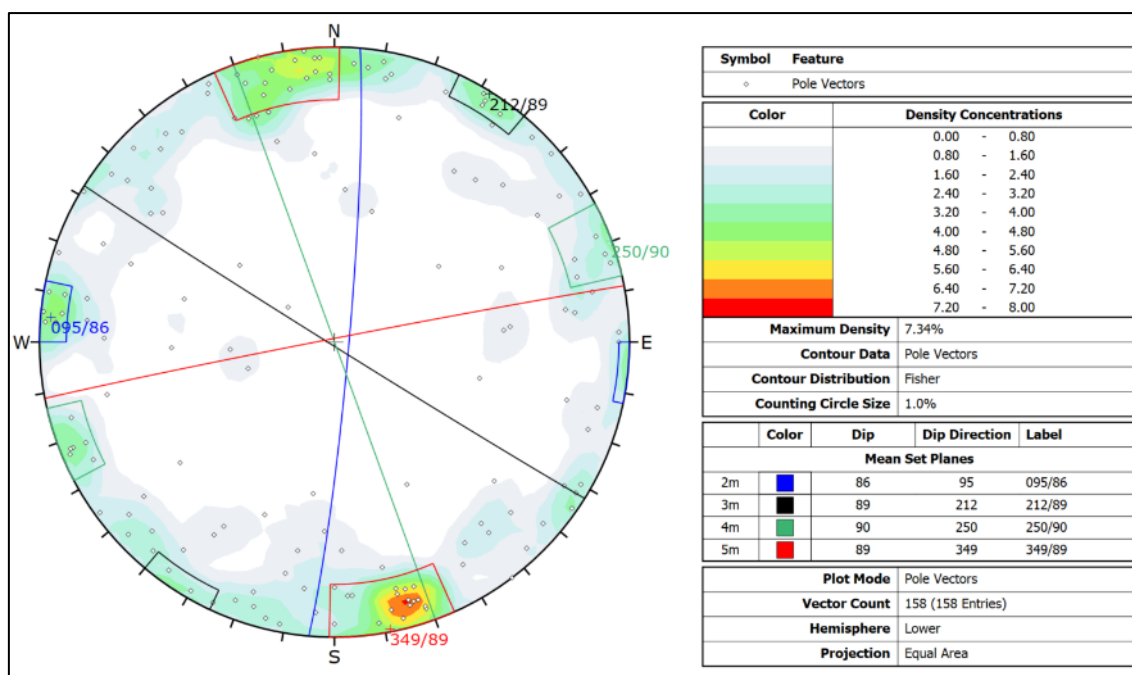 N
212/89
250/90
W
095/86
E
349/89
S
Symbol Feature
Pole Vectors
Color Density Concentrations
0.00 - 0.80
0.80 - 1.60
1.60 - 2.40
2.40 - 3.20
3.20 - 4.00
4.00 - 4.80
4.80 - 5.60
5.60 - 6.40
6.40 - 7.20
7.20 - 8.00
Maximum Density 7.34%
Contour Data Pole Vectors
Contour Distribution Fisher
Counting Circle Size 1.0%
Color Dip Dip Direction Label
Mean Set Planes
2m 86 95 095/86
3m 89 212 212/89
4m 90 250 250/90
5m 89 349 349/89
Plot Mode Pole Vectors
Vector Count 158 (158 Entries)
Hemisphere Lower
Projection Equal Area